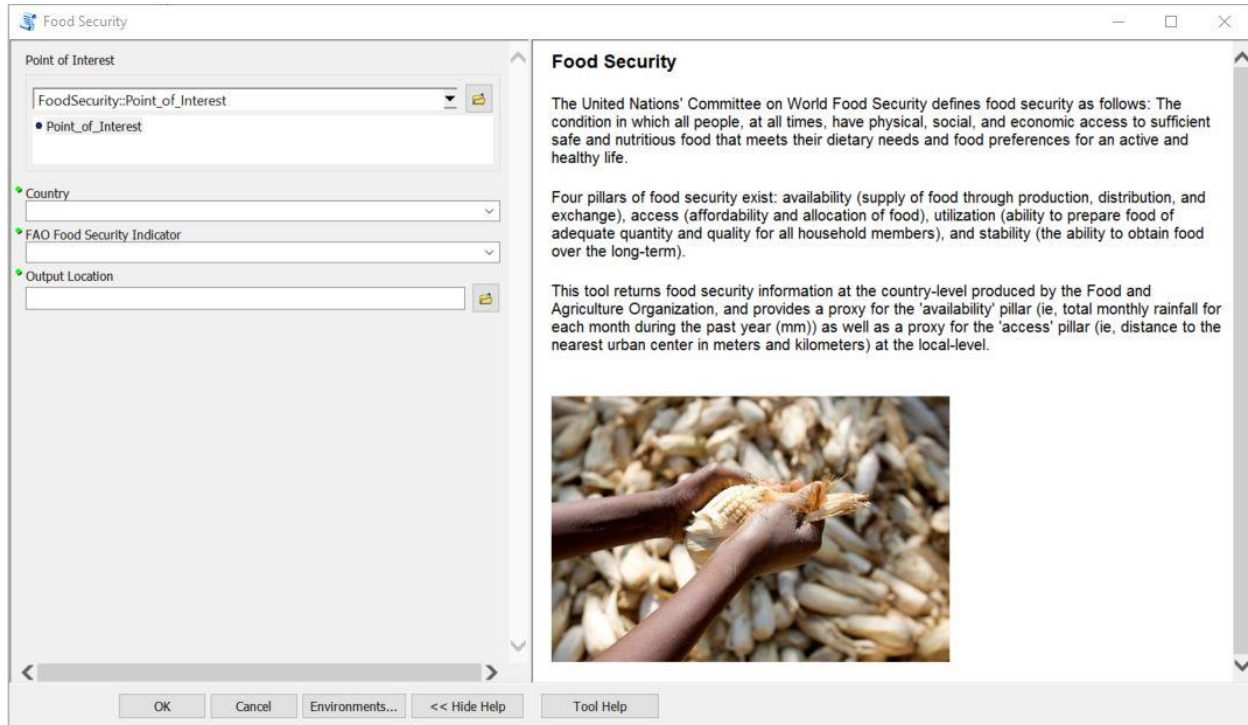 Food Security
Point of Interest
FoodSecurity::Point_of_Interest
Point_of_Interest
Country
FAO Food Security Indicator
Output Location
Food Security
The United Nations' Committee on World Food Security defines food security as follows: The
condition in which all people, at all times, have physical, social, and economic access to sufficient
safe and nutritious food that meets their dietary needs and food preferences for an active and
healthy life.
Four pillars of food security exist: availability (supply of food through production, distribution, and
exchange), access (affordability and allocation of food), utilization (ability to prepare food of
adequate quantity and quality for all household members), and stability (the ability to obtain food
over the long-term).
This tool returns food security information at the country-level produced by the Food and
Agriculture Organization, and provides a proxy for the 'availability' pillar (ie, total monthly rainfall for
each month during the past year (mm)) as well as a proxy for the 'access' pillar (ie, distance to the
nearest urban center in meters and kilometers) at the local-level.
OK Cancel Environments... << Hide Help Tool Help